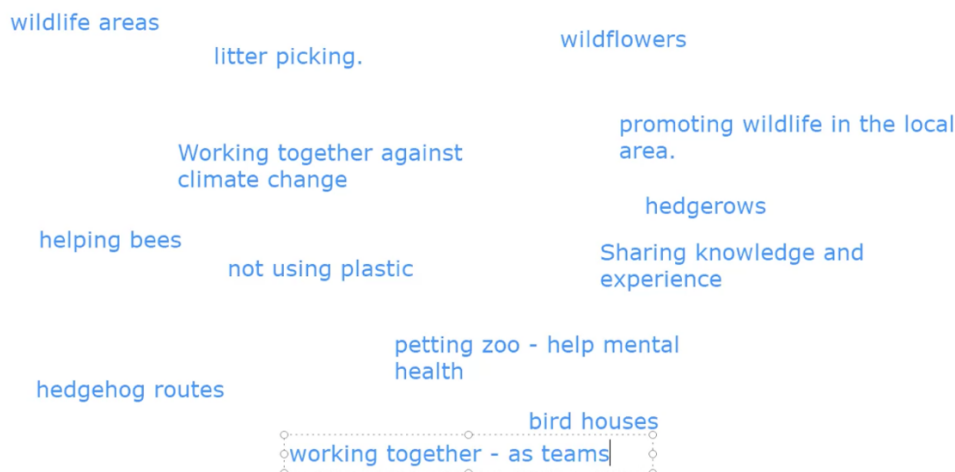 wildlife areas
wildflowers
litter picking.
promoting wildlife in the local
area.
Working together against
climate change
hedgerows
helping bees
Sharing knowledge and
experience
not using plastic
petting zoo - help mental
health
hedgehog routes
bird houses
working together - as teams